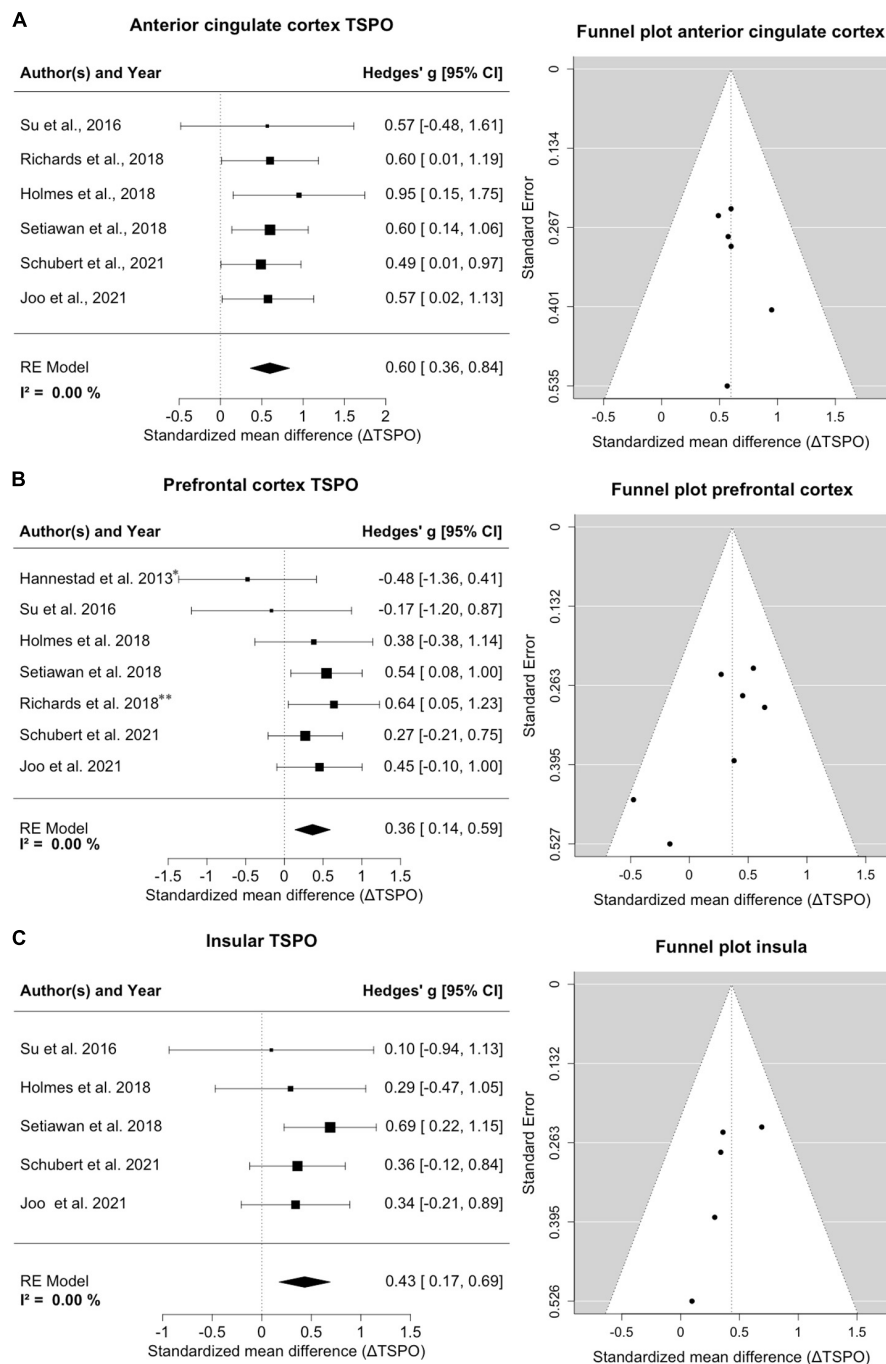 A
Anterior cingulate cortex TSPO
Author(s) and Year Hedges' g [95% CI]
Su et al., 2016 0.57 [-0.48, 1.61]
Richards et al., 2018 0.60 [ 0.01, 1.19]
Holmes et al., 2018 0.95 [ 0.15, 1.75]
Setiawan et al., 2018 0.60 [ 0.14, 1.06]
Schubert et al., 2021 0.49 [ 0.01, 0.97]
Joo et al., 2021 0.57 [ 0.02, 1.13]
RE Model 0.60 [ 0.36, 0.84]
I² = 0.00 %
-0.5 0 0.5 1 1.5 2
Standardized mean difference (ΔTSPO)
Funnel plot anterior cingulate cortex
Standard Error
0
0.134
0.267
0.401
0.535
-0.5 0 0.5 1 1.5
Standardized mean difference (ΔTSPO)
B
Prefrontal cortex TSPO
Author(s) and Year Hedges' g [95% CI]
Hannestad et al. 2013* -0.48 [-1.36, 0.41]
Su et al. 2016 -0.17 [-1.20, 0.87]
Holmes et al. 2018 0.38 [-0.38, 1.14]
Setiawan et al. 2018 0.54 [ 0.08, 1.00]
Richards et al. 2018** 0.64 [ 0.05, 1.23]
Schubert et al. 2021 0.27 [-0.21, 0.75]
Joo et al. 2021 0.45 [-0.10, 1.00]
RE Model 0.36 [ 0.14, 0.59]
I² = 0.00 %
-1.5 -1 -0.5 0 0.5 1 1.5
Standardized mean difference (ΔTSPO)
Funnel plot prefrontal cortex
Standard Error
0
0.132
0.263
0.395
0.527
-0.5 0 0.5 1 1.5
Standardized mean difference (ΔTSPO)
C
Insular TSPO
Author(s) and Year Hedges' g [95% CI]
Su et al. 2016 0.10 [-0.94, 1.13]
Holmes et al. 2018 0.29 [-0.47, 1.05]
Setiawan et al. 2018 0.69 [ 0.22, 1.15]
Schubert et al. 2021 0.36 [-0.12, 0.84]
Joo et al. 2021 0.34 [-0.21, 0.89]
RE Model 0.43 [ 0.17, 0.69]
I² = 0.00 %
-1 0 0.5 1 1.5
Standardized mean difference (ΔTSPO)
Funnel plot insula
Standard Error
0
0.132
0.263
0.395
0.526
-0.5 0 0.5 1 1.5
Standardized mean difference (ΔTSPO)